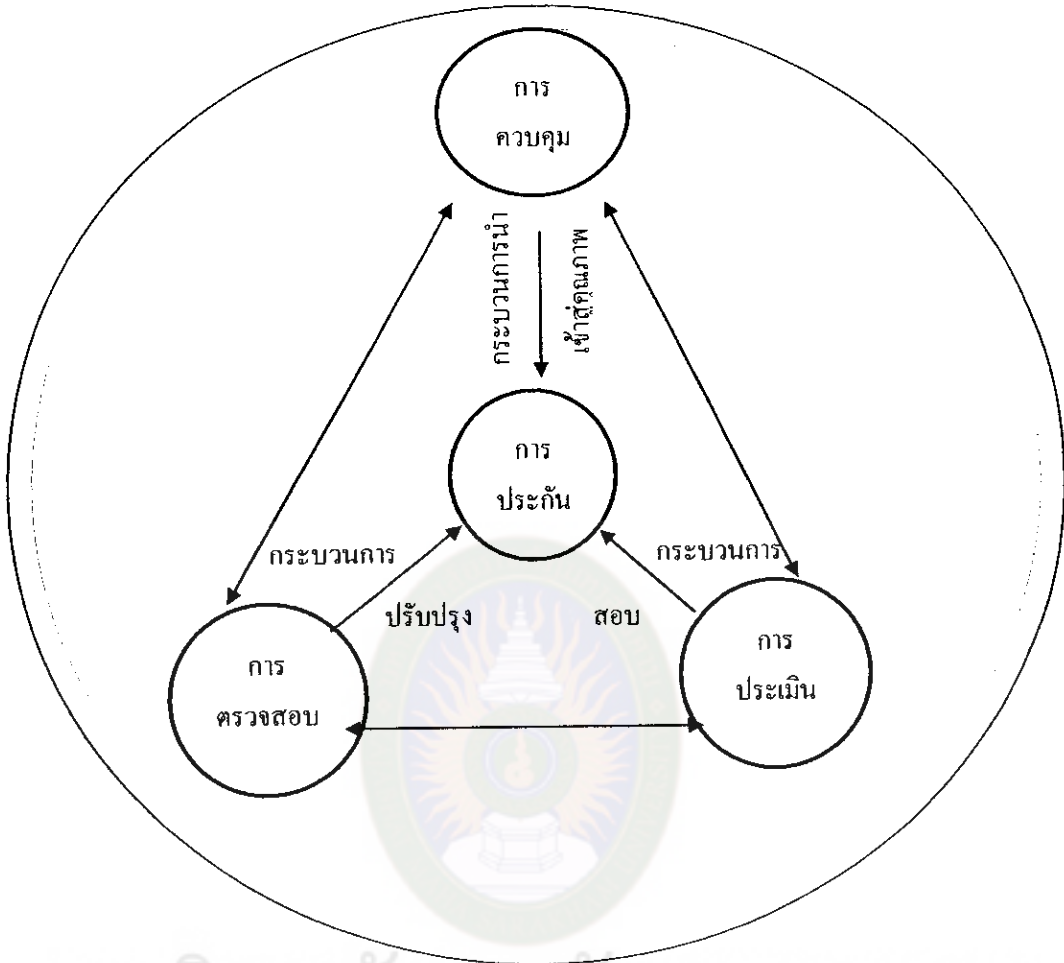 การ
ควบคุม
กระบวนการนำ
เข้าสู่คุณภาพ
การ
ประกัน
กระบวนการ
ปรับปรุง
กระบวนการ
สอบ
การ
ตรวจสอบ
การ
ประเมิน